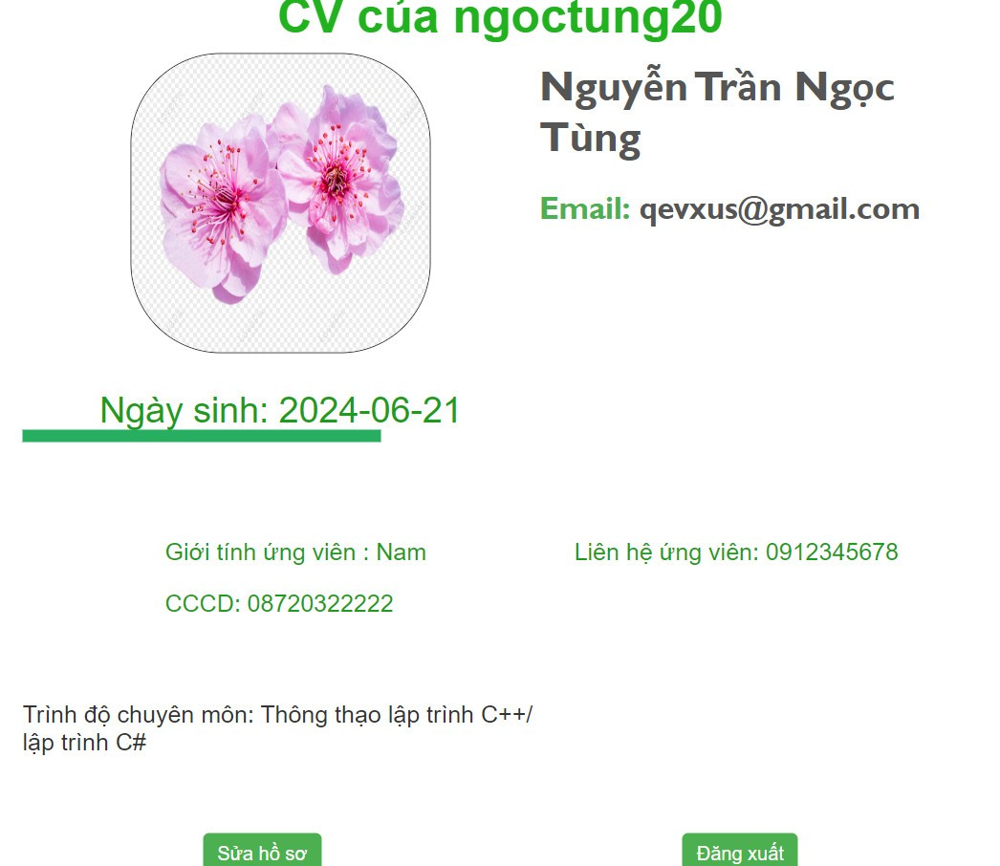 CV của ngoctung20
Nguyễn Trần Ngọc
Tùng
Email: qevxus@gmail.com
Ngày sinh: 2024-06-21
Giới tính ứng viên : Nam
Liên hệ ứng viên: 0912345678
CCCD: 08720322222
Trình độ chuyên môn: Thông thạo lập trình C++/
lập trình C#
Sửa hồ sơ
Đăng xuất